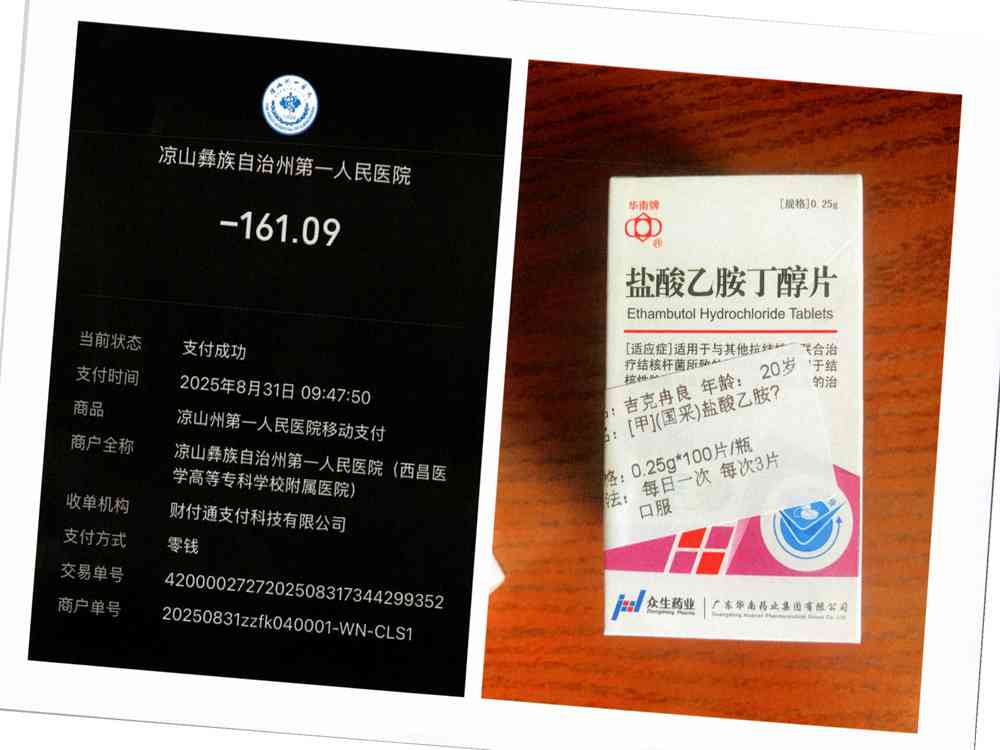 凉山彝族自治州第一人民医院
-161.09
当前状态 支付成功
支付时间 2025年8月31日 09:47:50
商品 凉山州第一人民医院移动支付
商户全称 凉山彝族自治州第一人民医院（西昌医
学高等专科学校附属医院）
收单机构 财付通支付科技有限公司
支付方式 零钱
交易单号 4200002727202508317344299352
商户单号 20250831zzfk040001-WN-CLS1
华南牌
[规格]0.25g
盐酸乙胺丁醇片
Ethambutol Hydrochloride Tablets
[适应症]适用于与其他抗结 联合治
疗结核杆菌所致 于结
的治
: 吉克冉良 年龄: 20岁
: [甲](国采)盐酸乙胺?
格: 0.25g*100片/瓶
法: 每日一次 每次3片
口服
众生药业 广东华南药业集团有限公司